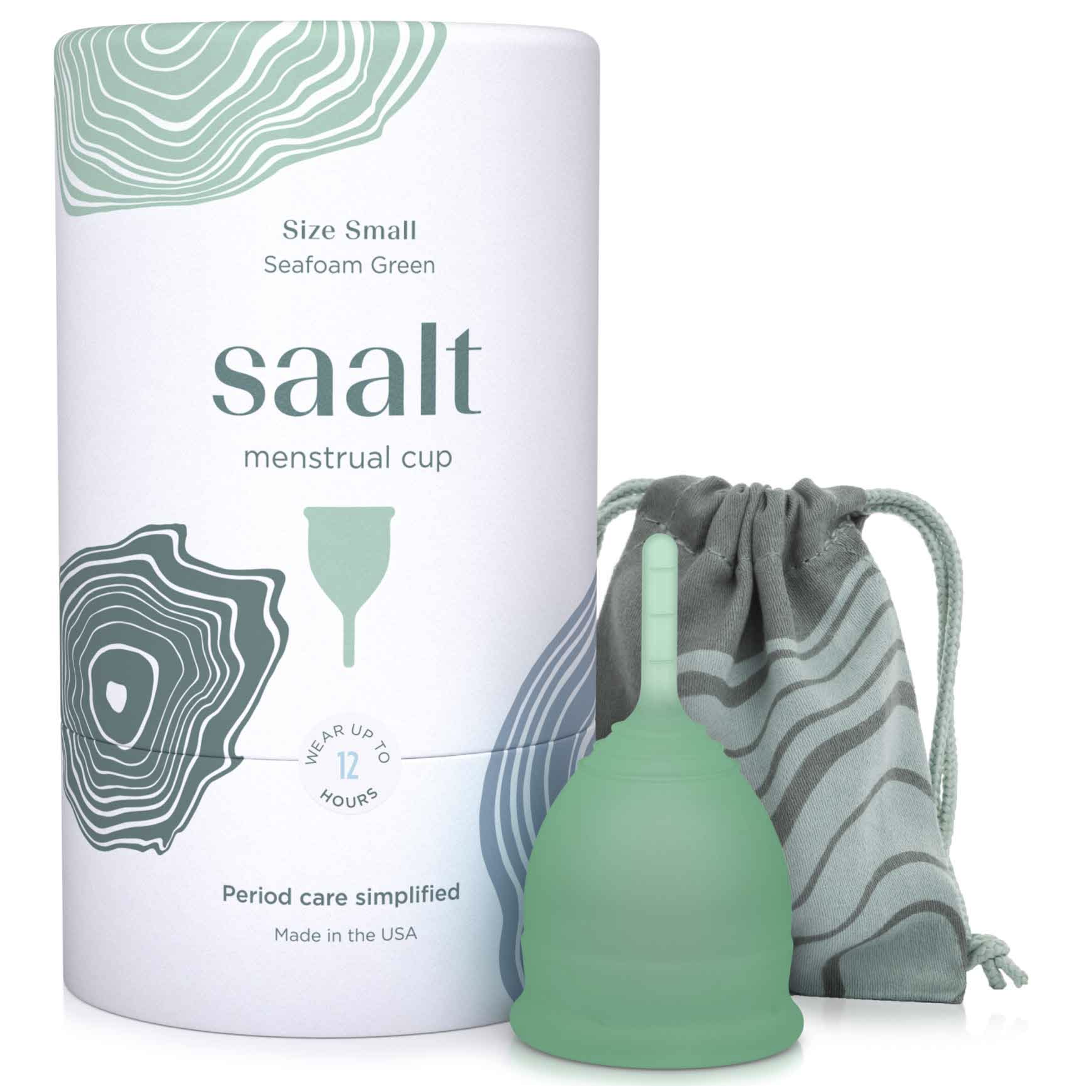 Size Small
Seafoam Green
saalt
menstrual cup
WEAR UP TO
12
HOURS
Period care simplified
Made in the USA